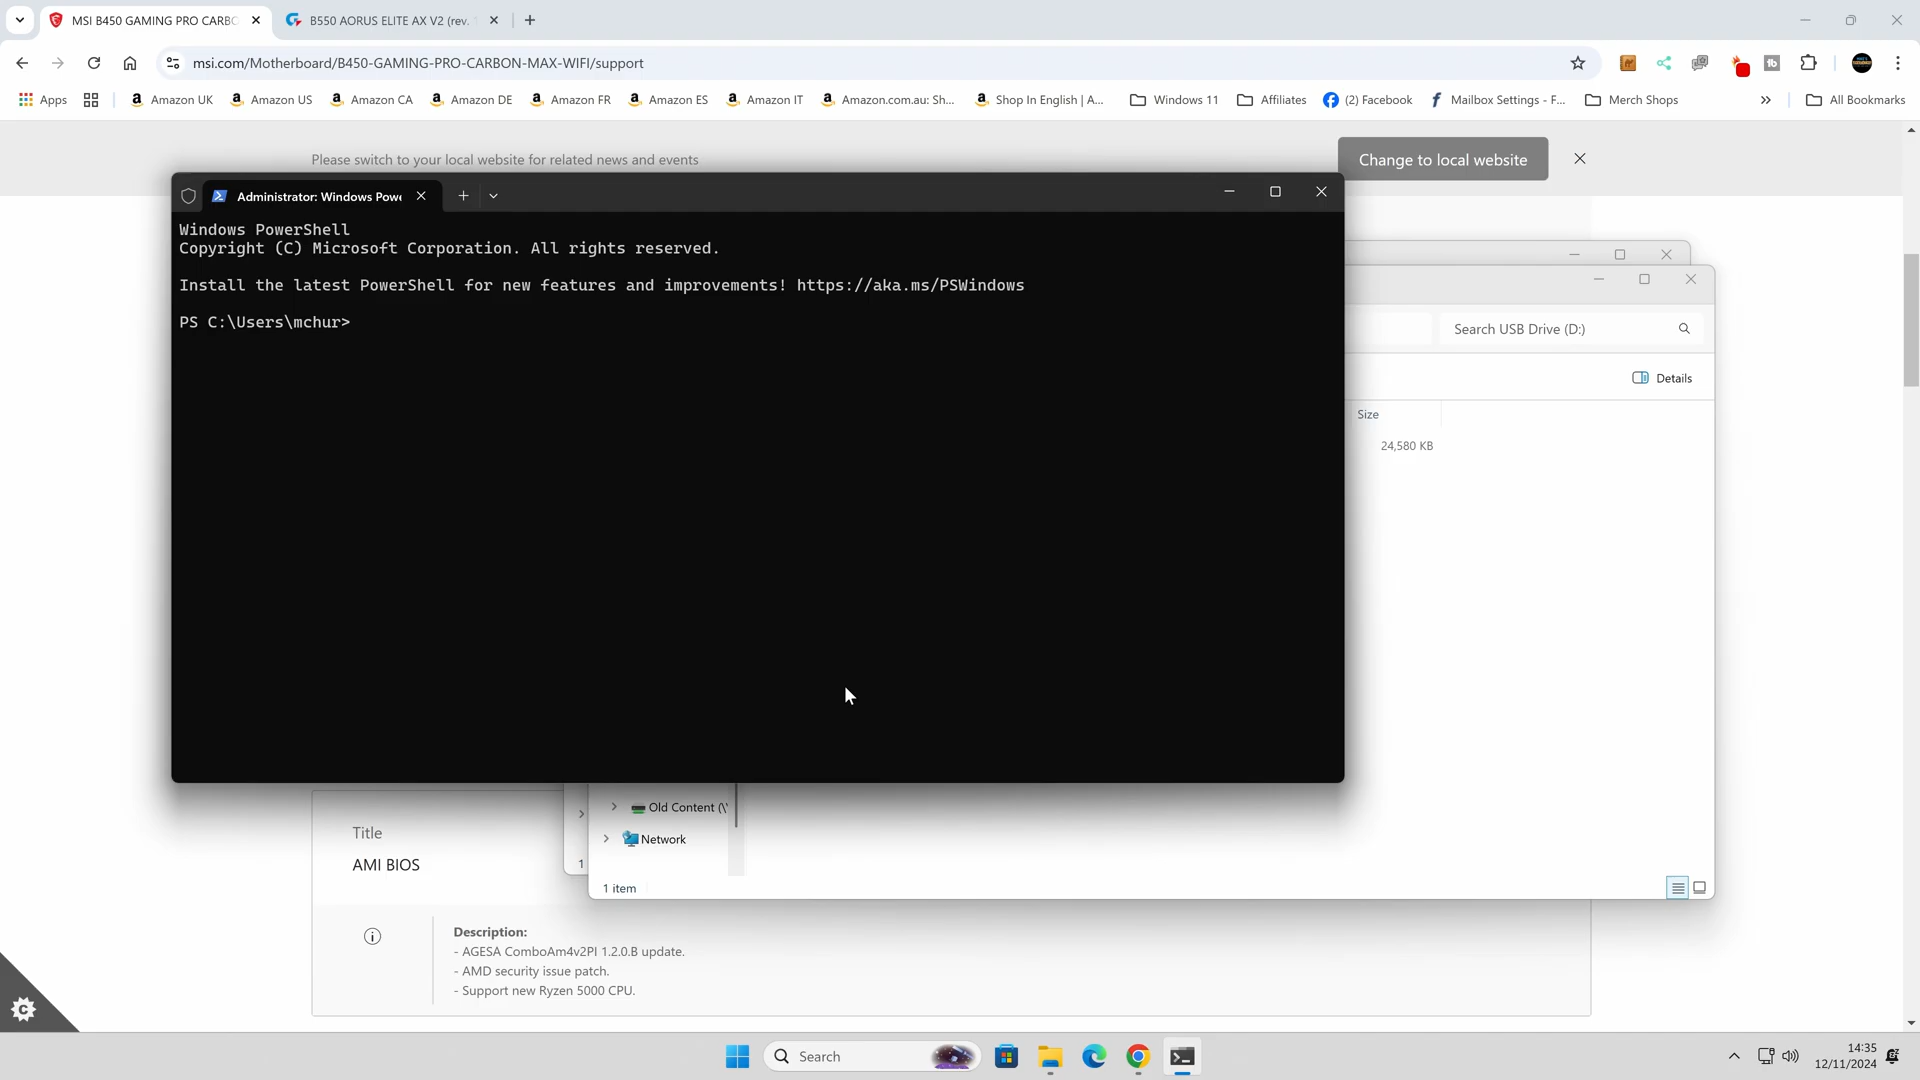 MSI B450 GAMING PRO CARBO
B550 AORUS ELITE AX V2 (rev. 1
msi.com/Motherboard/B450-GAMING-PRO-CARBON-MAX-WIFI/support
Apps
Amazon UK
Amazon US
Amazon CA
Amazon DE
Amazon FR
Amazon ES
Amazon IT
Amazon.com.au: Sh...
Shop In English | A...
Windows 11
Affiliates
(2) Facebook
Mailbox Settings - F...
Merch Shops
All Bookmarks
Please switch to your local website for related news and events
Change to local website
Administrator: Windows Powe
Windows PowerShell
Copyright (C) Microsoft Corporation. All rights reserved.
Install the latest PowerShell for new features and improvements! https://aka.ms/PSWindows
PS C:\Users\mchur>
Search USB Drive (D:)
Details
Size
24,580 KB
Old Content (\'
Network
1
1 item
Title
AMI BIOS
Description:
- AGESA ComboAm4v2PI 1.2.0.B update.
- AMD security issue patch.
- Support new Ryzen 5000 CPU.
Search
14:35
12/11/2024